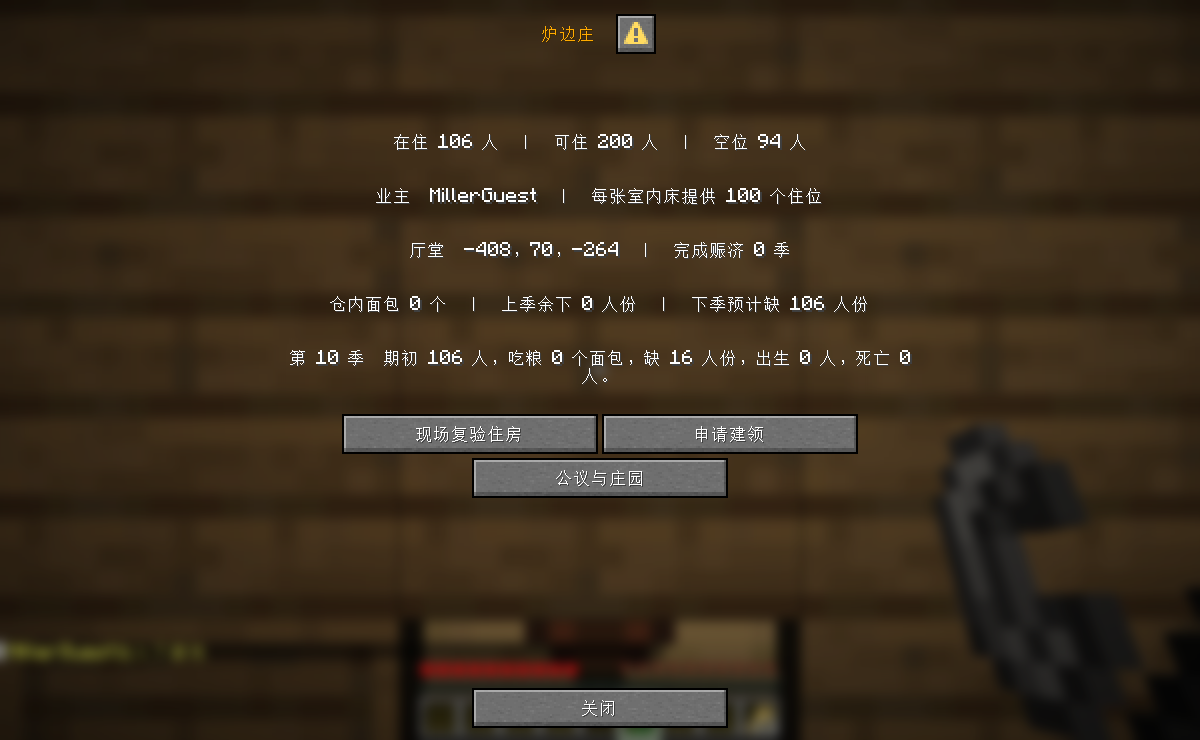 炉边庄
在住 106 人 | 可住 200 人 | 空位 94 人
业主 MillerGuest | 每张室内床提供 100 个住位
厅堂 -408, 70, -264 | 完成赈济 0 季
仓内面包 0 个 | 上季余下 0 人份 | 下季预计缺 106 人份
第 10 季 期初 106 人，吃粮 0 个面包，缺 16 人份，出生 0 人，死亡 0
人。
现场复验住房
申请建领
公议与庄园
关闭